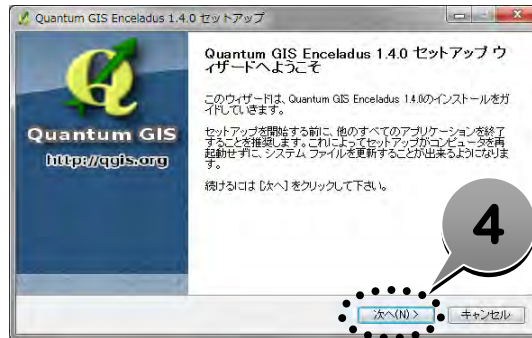 Quantum GIS Enceladus 1.4.0 セットアップ
Quantum GIS
http://qgis.org
Quantum GIS Enceladus 1.4.0 セットアップ ウ
ィザードへようこそ
このウィザードは、Quantum GIS Enceladus 1.4.0のインストールをガ
イドしていきます。
セットアップを開始する前に、他のすべてのアプリケーションを終了
することを推奨します。これによってセットアップがコンピュータを再
起動せずに、システム ファイルを更新することが出来るようになりま
す。
続けるには [次へ] をクリックして下さい。
4
次へ(N) >
キャンセル